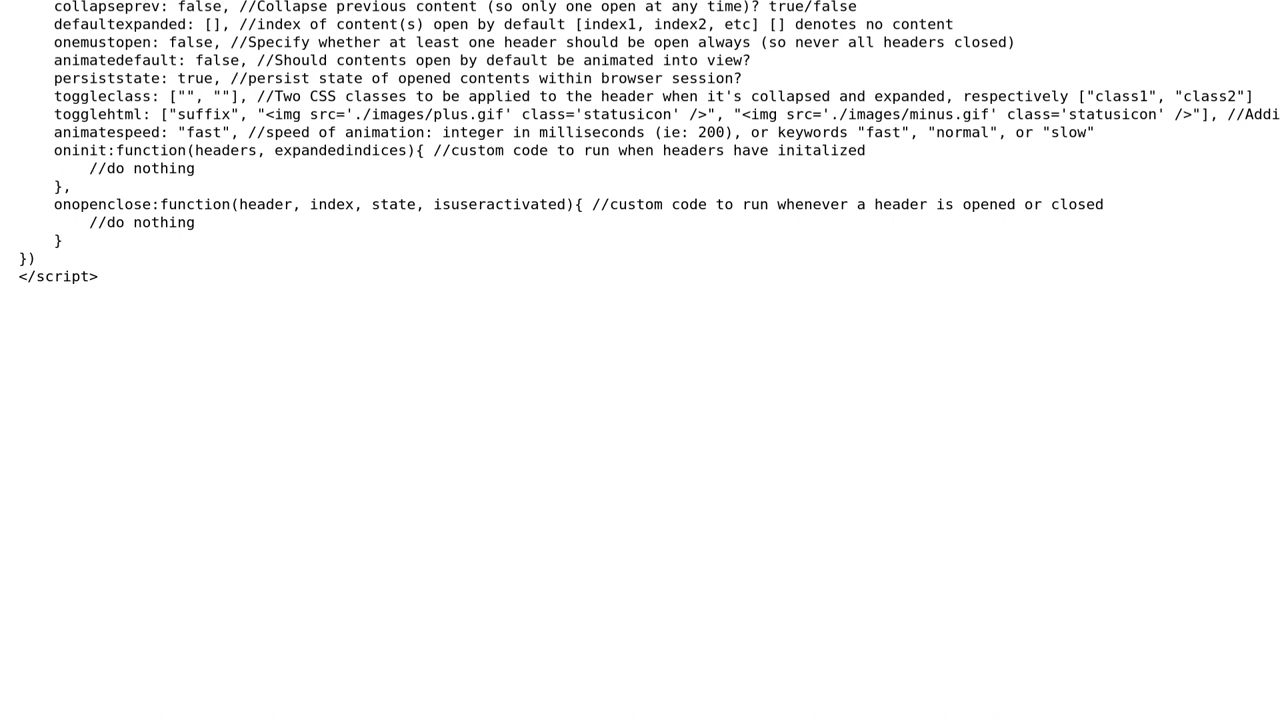 collapseprev: false, //Collapse previous content (so only one open at any time)? true/false
defaultexpanded: [], //index of content(s) open by default [index1, index2, etc] [] denotes no content
onemustopen: false, //Specify whether at least one header should be open always (so never all headers closed)
animatedefault: false, //Should contents open by default be animated into view?
persiststate: true, //persist state of opened contents within browser session?
toggleclass: ["", ""], //Two CSS classes to be applied to the header when it's collapsed and expanded, respectively ["class1", "class2"]
togglehtml: ["suffix", "<img src='./images/plus.gif' class='statusicon' />", "<img src='./images/minus.gif' class='statusicon' />"], //Addi
animatespeed: "fast", //speed of animation: integer in milliseconds (ie: 200), or keywords "fast", "normal", or "slow"
oninit:function(headers, expandedindices){ //custom code to run when headers have initalized
//do nothing
},
onopenclose:function(header, index, state, isuseractivated){ //custom code to run whenever a header is opened or closed
//do nothing
}
})
</script>